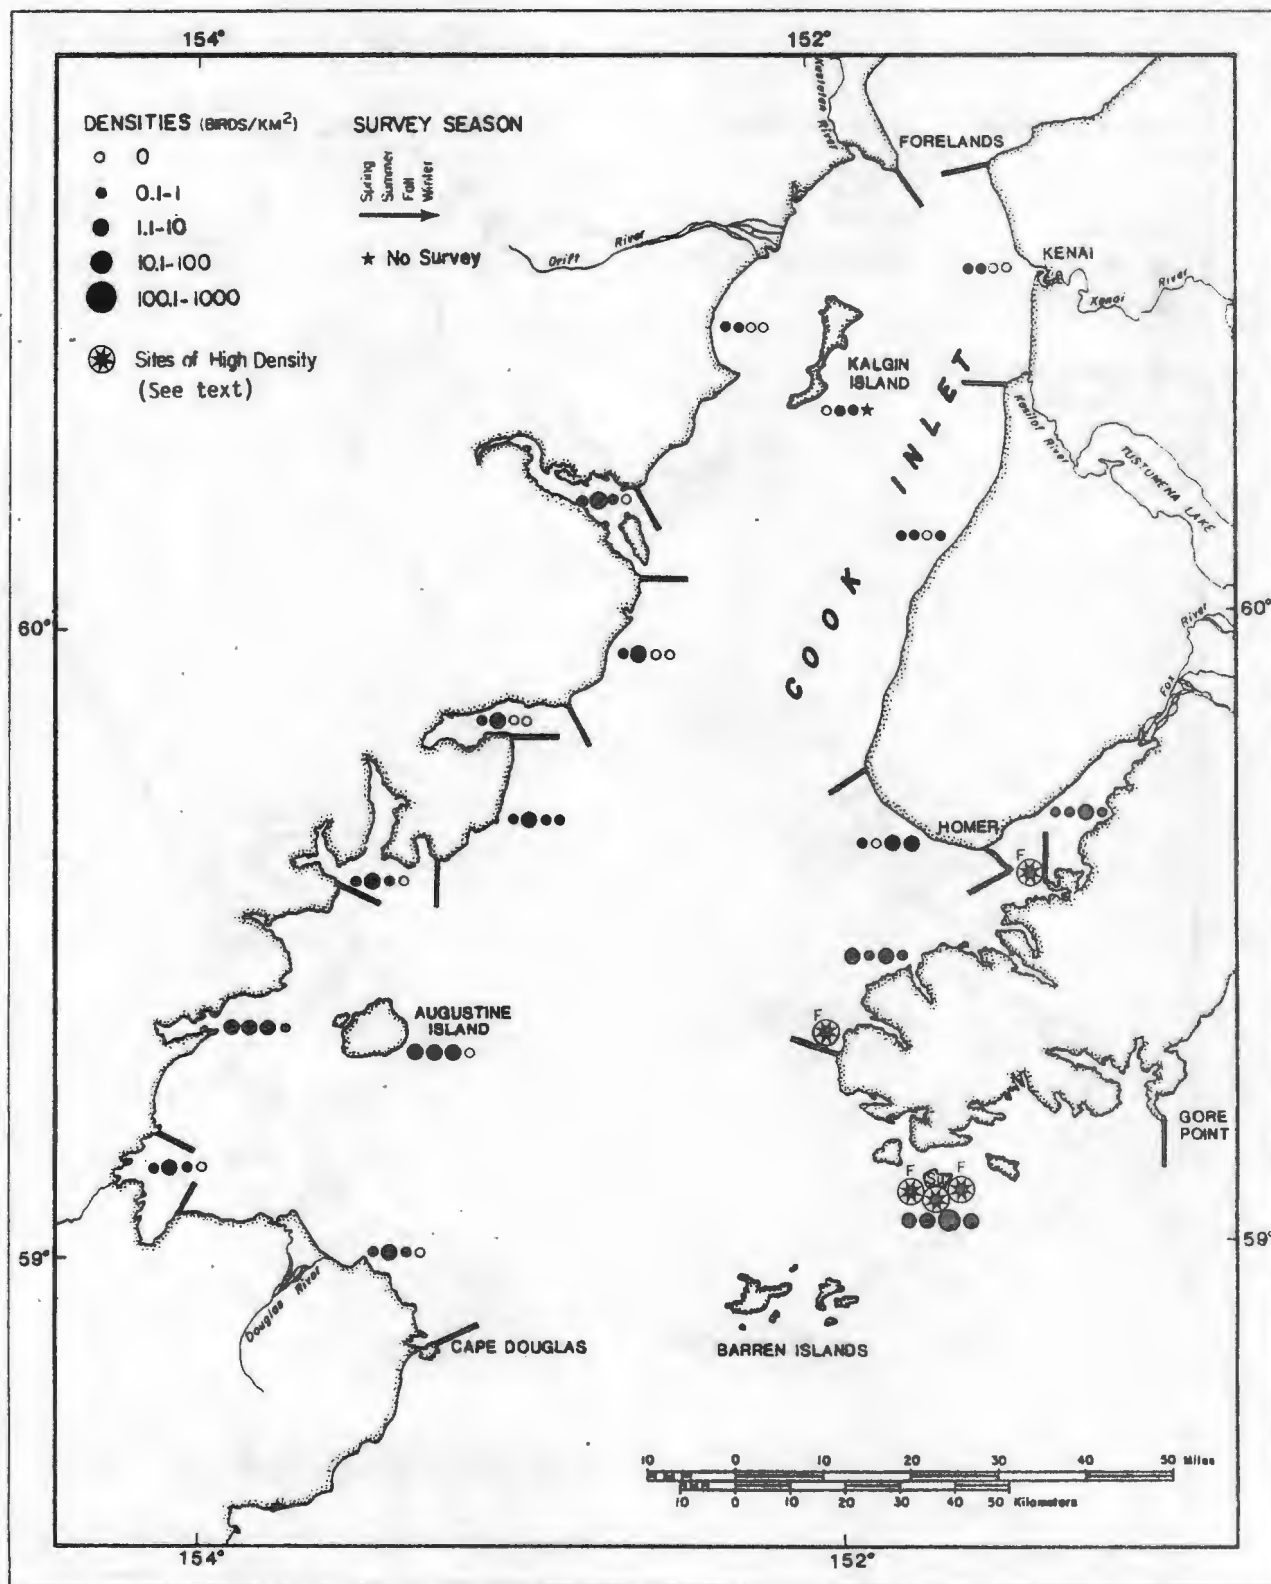 154°
152°
DENSITIES (BIRDS/KM²)
0
0.1-1
1.1-10
10.1-100
100.1-1000
Sites of High Density
(See text)
SURVEY SEASON
Spring
Summer
Fall
Winter
★ No Survey
River
FORELANDS
Drift River
KENAI
Kenai River
KALGIN
ISLAND
Kasilof River
TUSTUMENA LAKE
COOK INLET
60°
60°
Fox River
HOMER
F
F
AUGUSTINE
ISLAND
GORE
POINT
F
F
59°
59°
Douglas River
CAPE DOUGLAS
BARREN ISLANDS
10 0 10 20 30 40 50 Miles
10 0 10 20 30 40 50 Kilometers
154°
152°